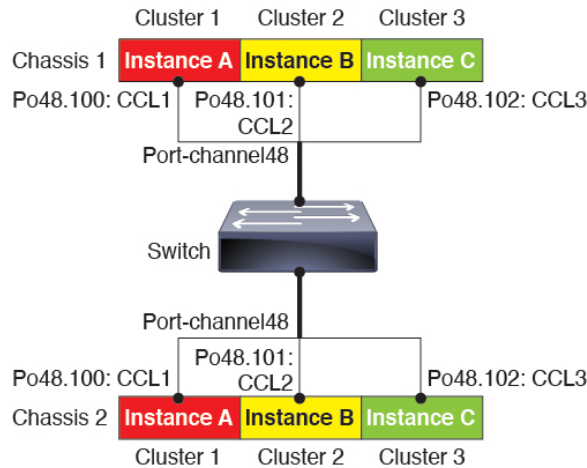 Cluster 1 Cluster 2 Cluster 3
Chassis 1 Instance A Instance B Instance C
Po48.100: CCL1 Po48.101: CCL2 Po48.102: CCL3
Port-channel48
Switch
Port-channel48
Po48.100: CCL1 Po48.101: CCL2 Po48.102: CCL3
Chassis 2 Instance A Instance B Instance C
Cluster 1 Cluster 2 Cluster 3